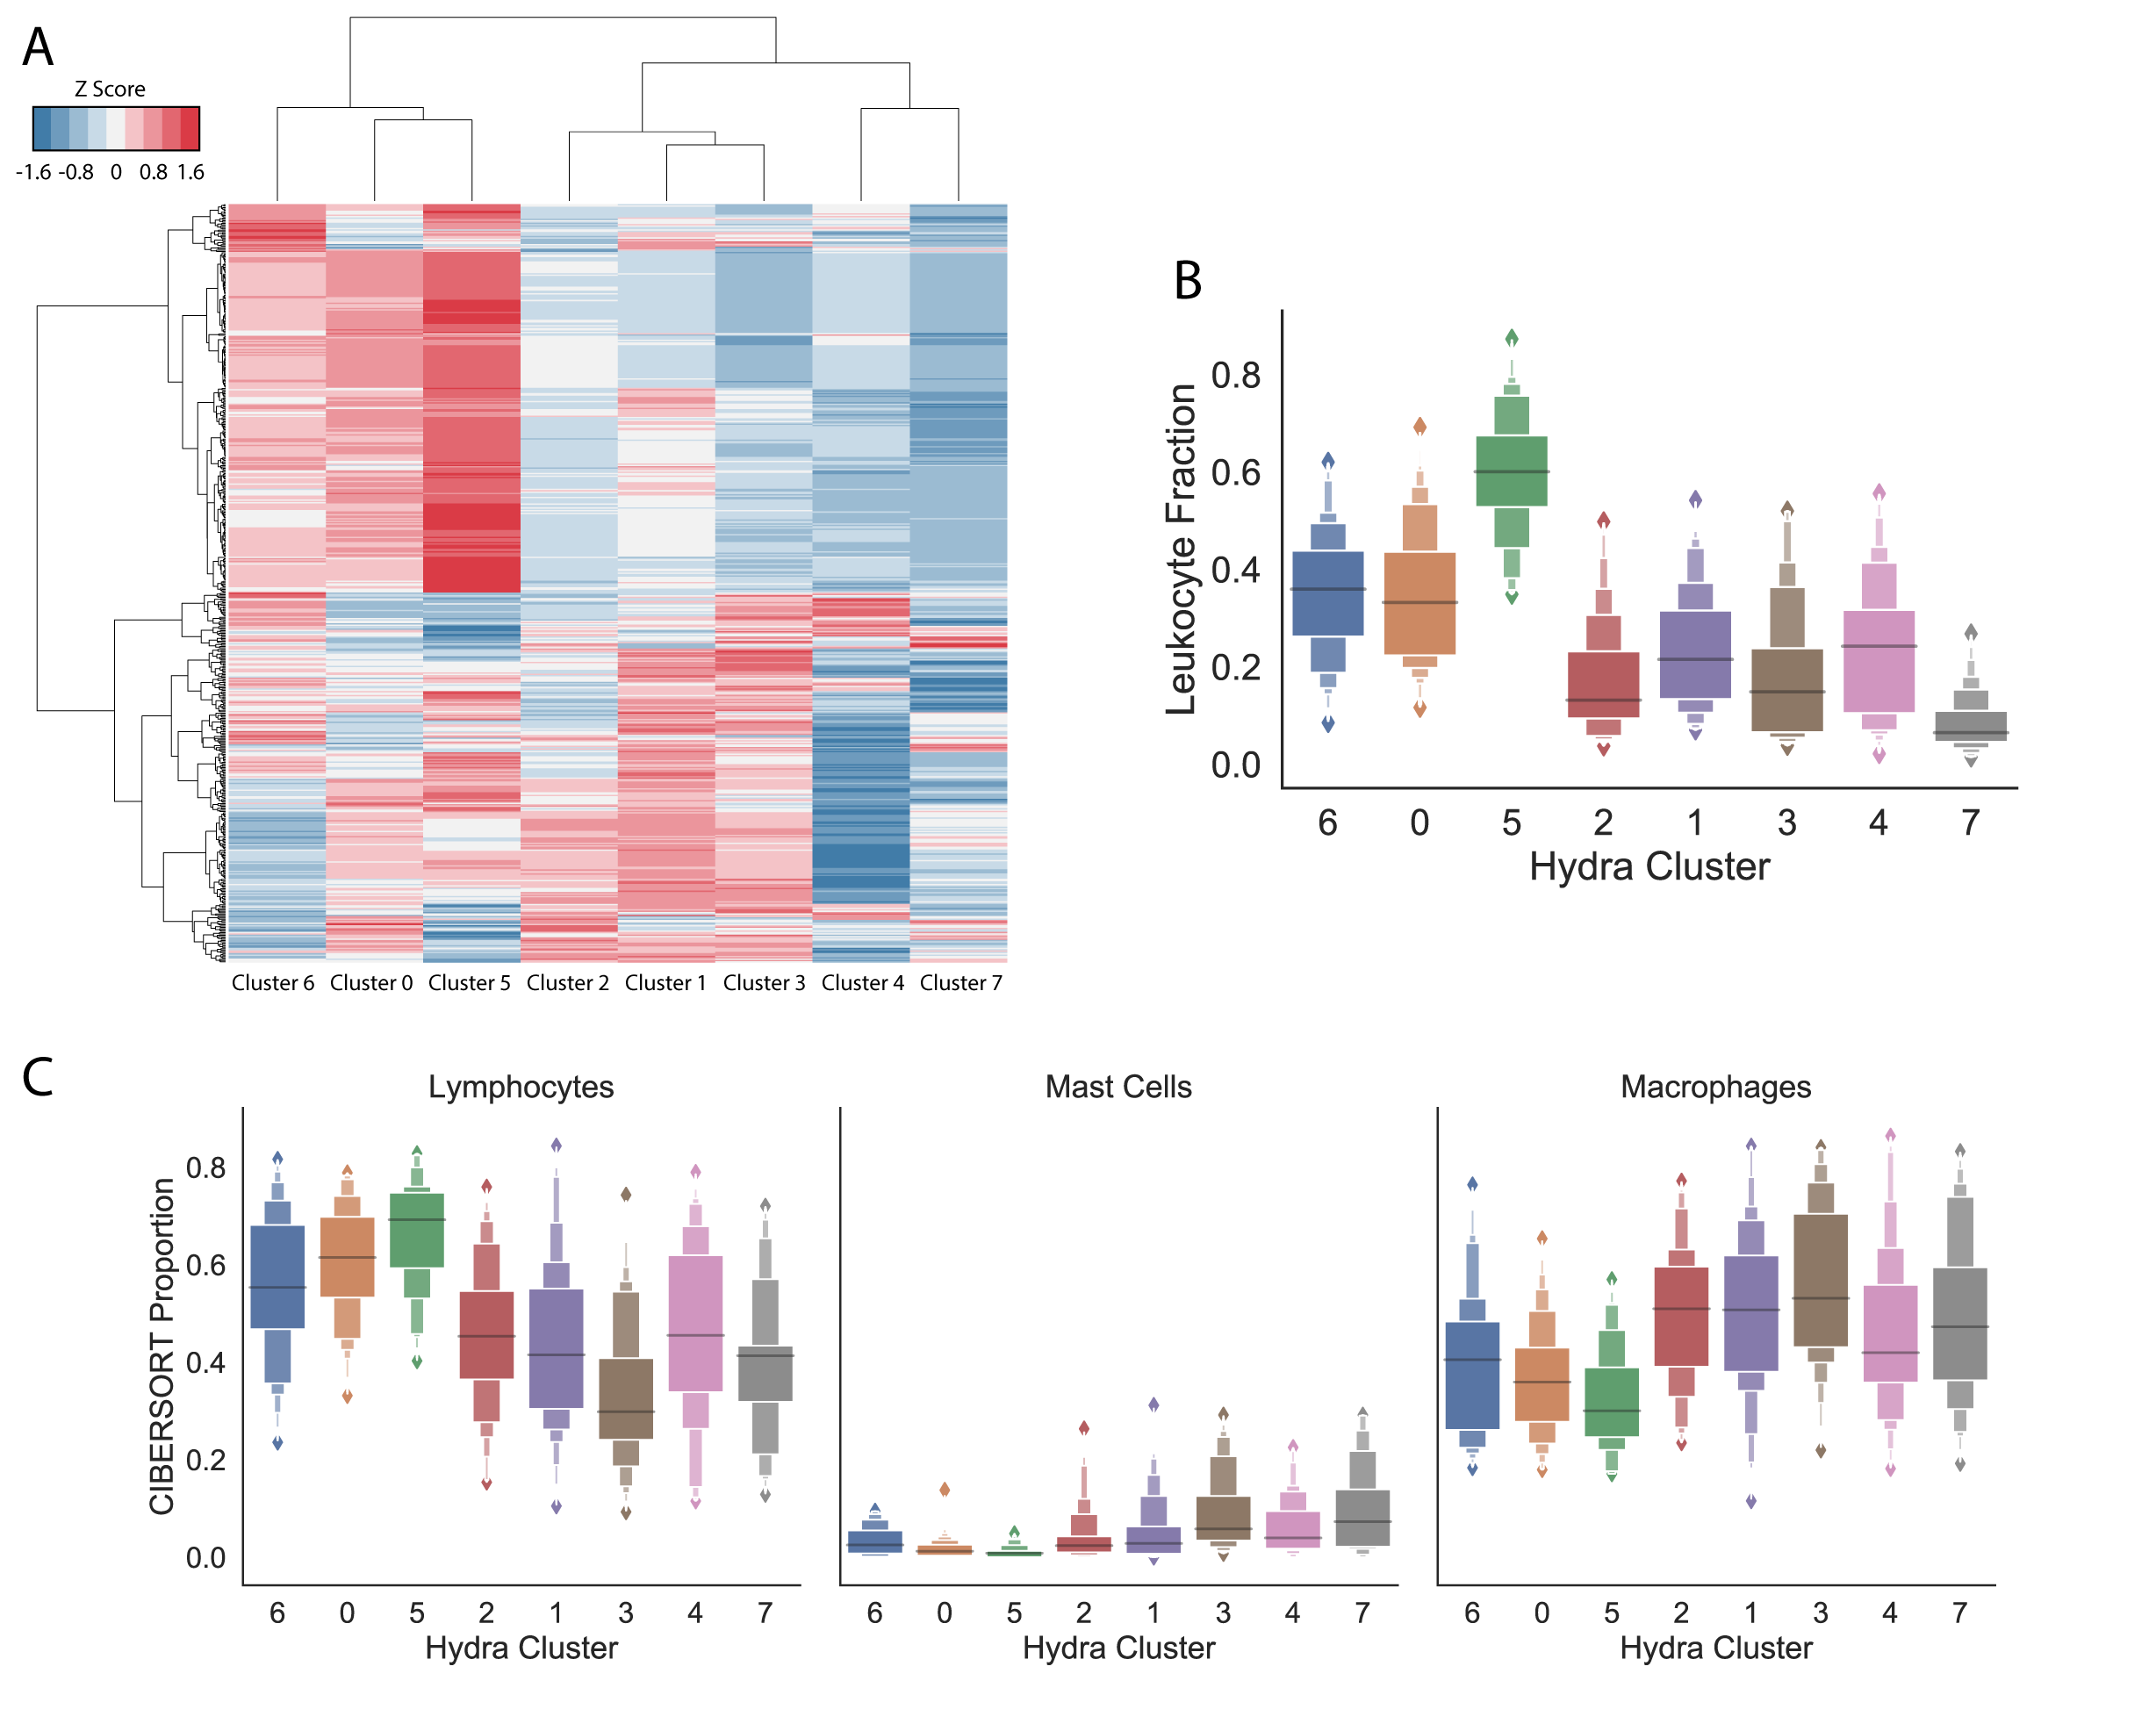 A
Z Score
-1.6 -0.8 0 0.8 1.6
Cluster 6 Cluster 0 Cluster 5 Cluster 2 Cluster 1 Cluster 3 Cluster 4 Cluster 7
B
Leukocyte Fraction
0.8
0.6
0.4
0.2
0.0
6 0 5 2 1 3 4 7
Hydra Cluster
C
Lymphocytes Mast Cells Macrophages
CIBERSORT Proportion
0.8
0.6
0.4
0.2
0.0
6 0 5 2 1 3 4 7 6 0 5 2 1 3 4 7 6 0 5 2 1 3 4 7
Hydra Cluster Hydra Cluster Hydra Cluster